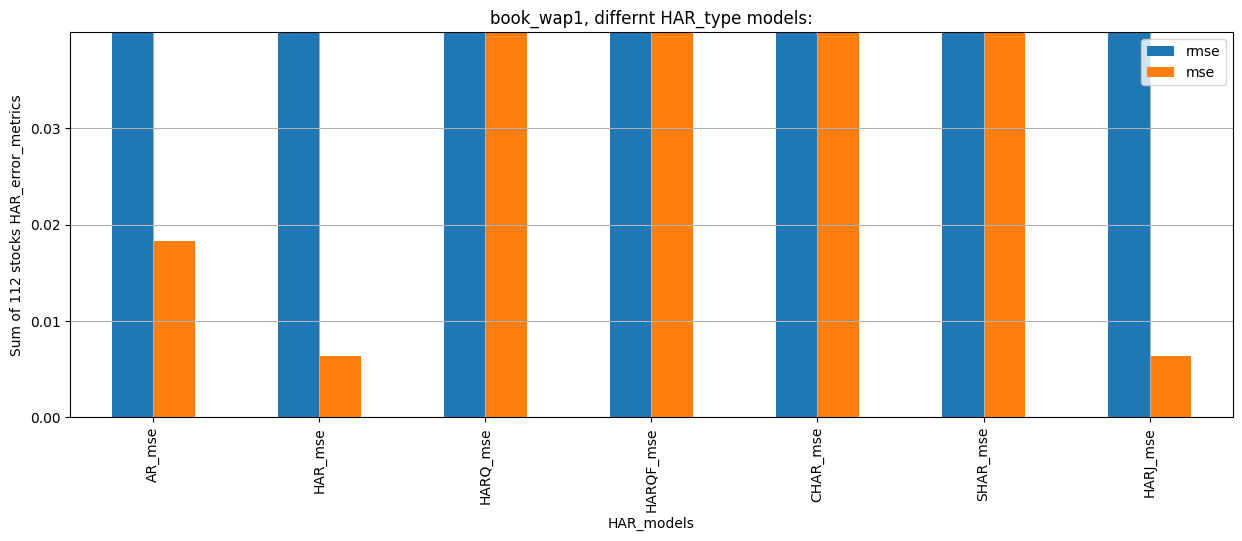 book_wap1, differnt HAR_type models:
rmse
mse
Sum of 112 stocks HAR_error_metrics
0.03
0.02
0.01
0.00
AR_mse
HAR_mse
HARQ_mse
HARQF_mse
CHAR_mse
SHAR_mse
HARJ_mse
HAR_models